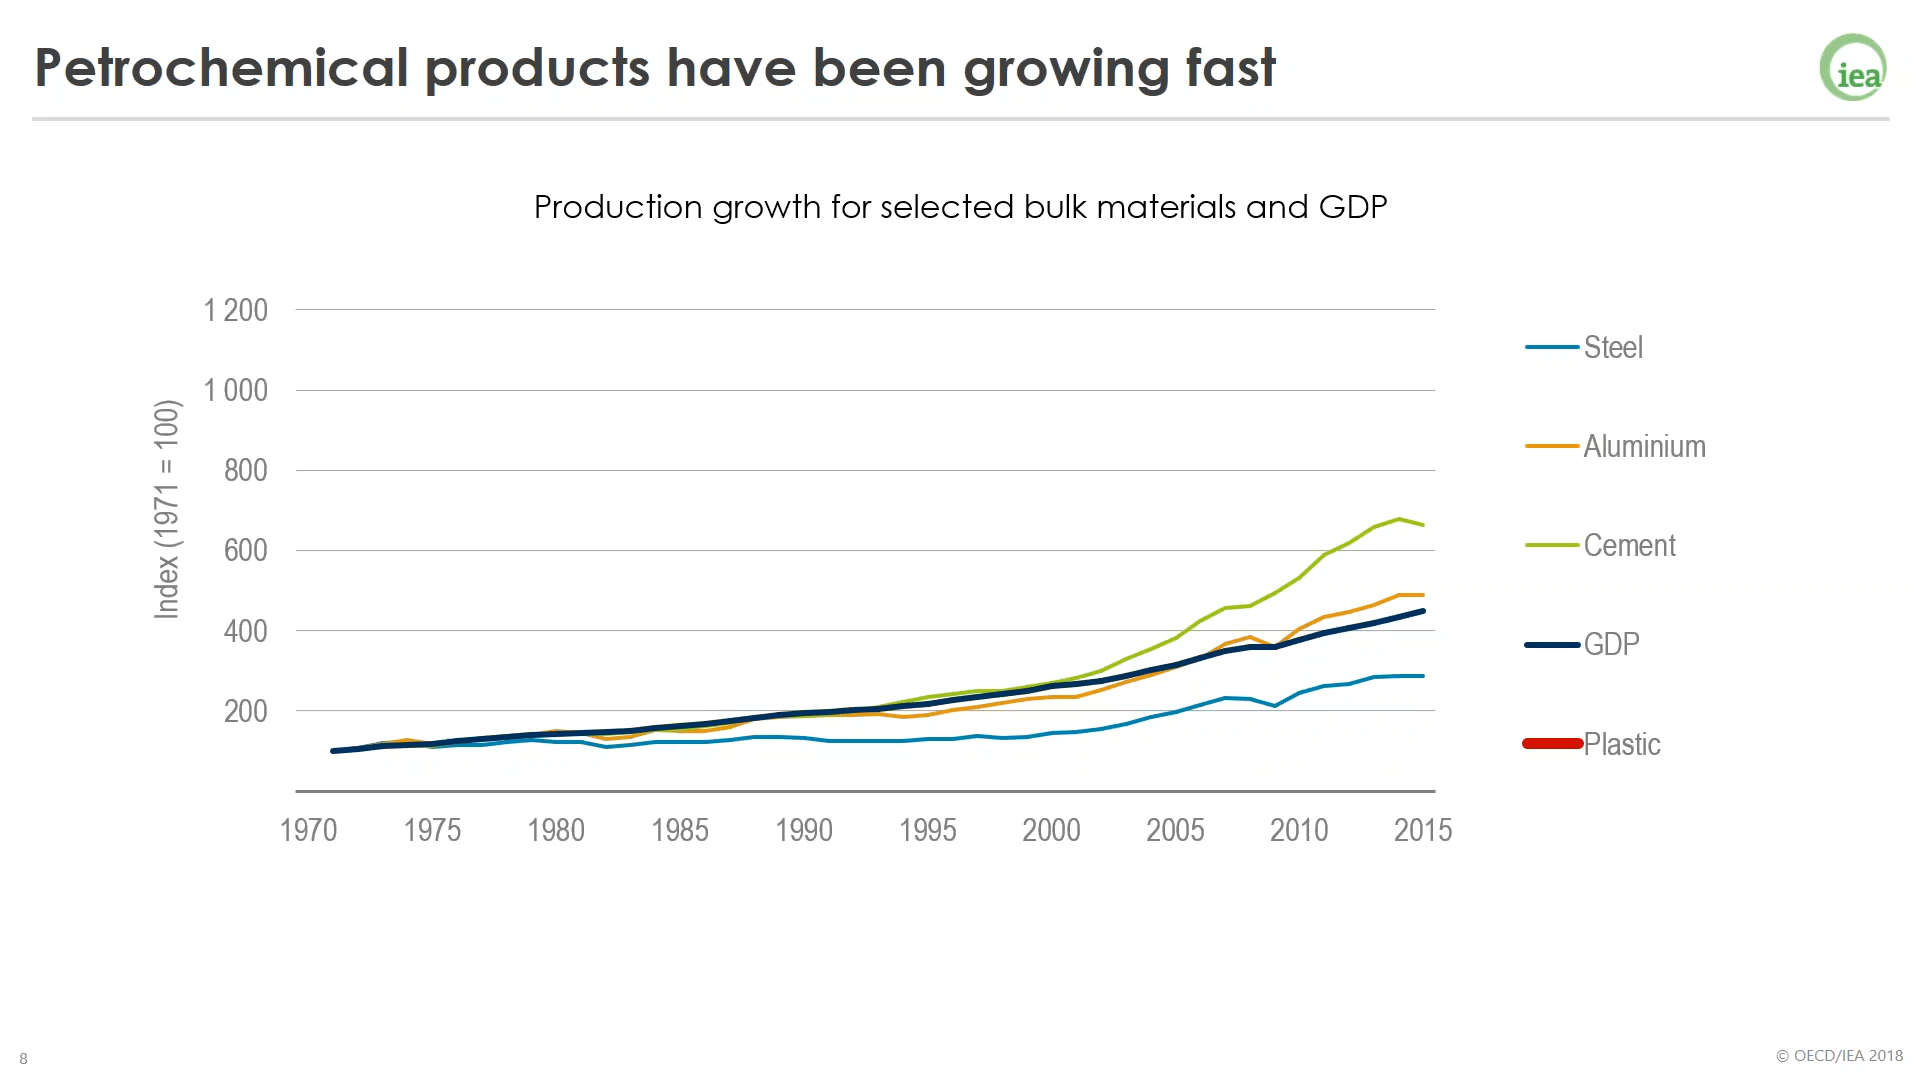 Petrochemical products have been growing fast
iea
Production growth for selected bulk materials and GDP
Index (1971 = 100)
1 200
1 000
800
600
400
200
1970 1975 1980 1985 1990 1995 2000 2005 2010 2015
Steel
Aluminium
Cement
GDP
Plastic
8
© OECD/IEA 2018